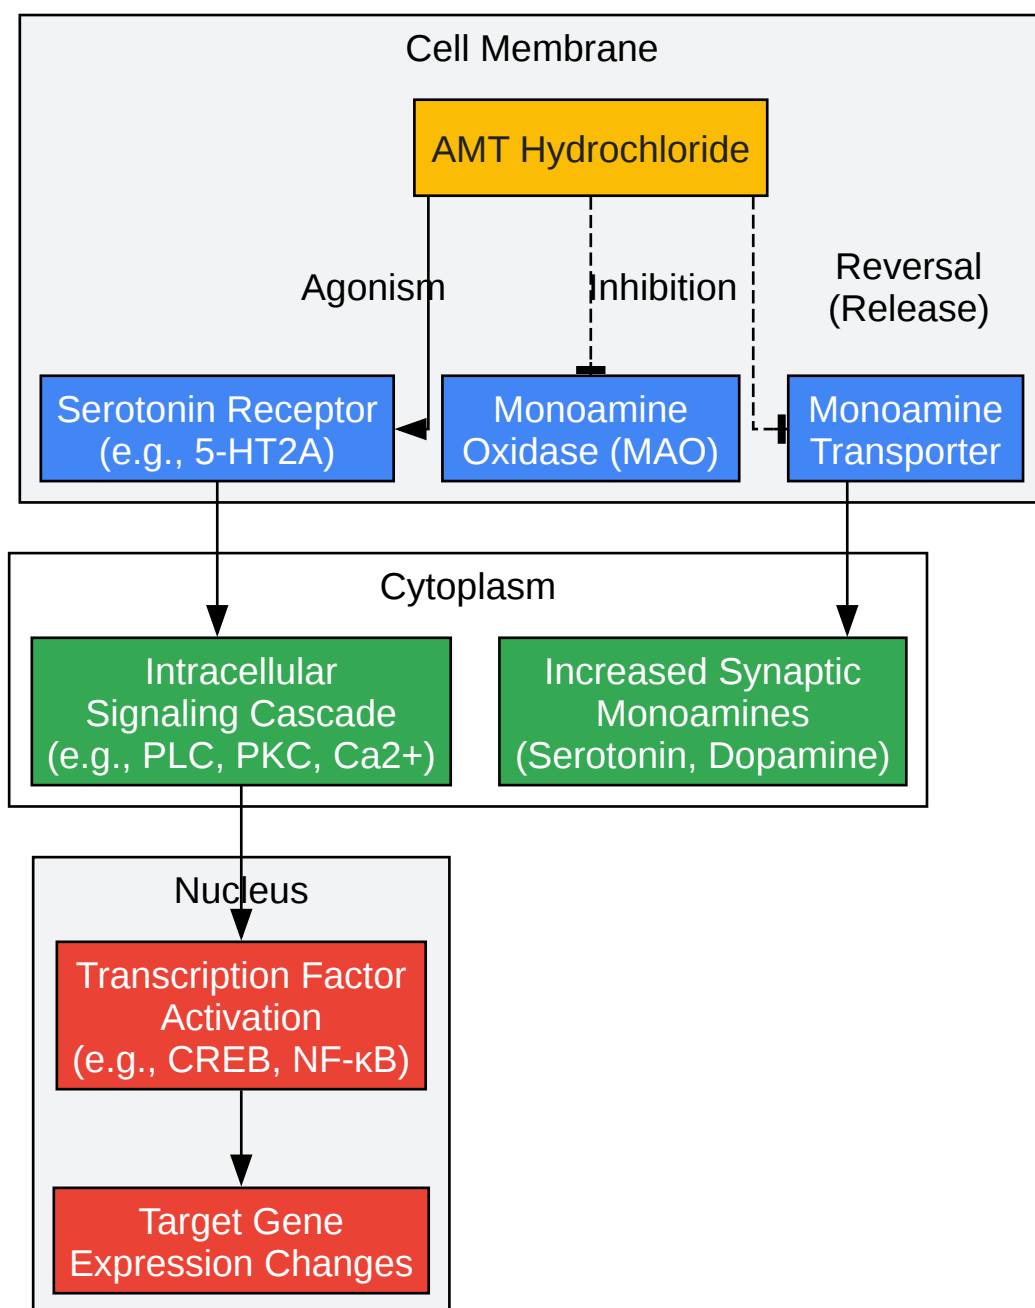 Cell Membrane
AMT Hydrochloride
Agonism
Inhibition
Reversal
(Release)
Serotonin Receptor
(e.g., 5-HT2A)
Monoamine
Oxidase (MAO)
Monoamine
Transporter
Cytoplasm
Intracellular
Signaling Cascade
(e.g., PLC, PKC, Ca2+)
Increased Synaptic
Monoamines
(Serotonin, Dopamine)
Nucleus
Transcription Factor
Activation
(e.g., CREB, NF-κB)
Target Gene
Expression Changes